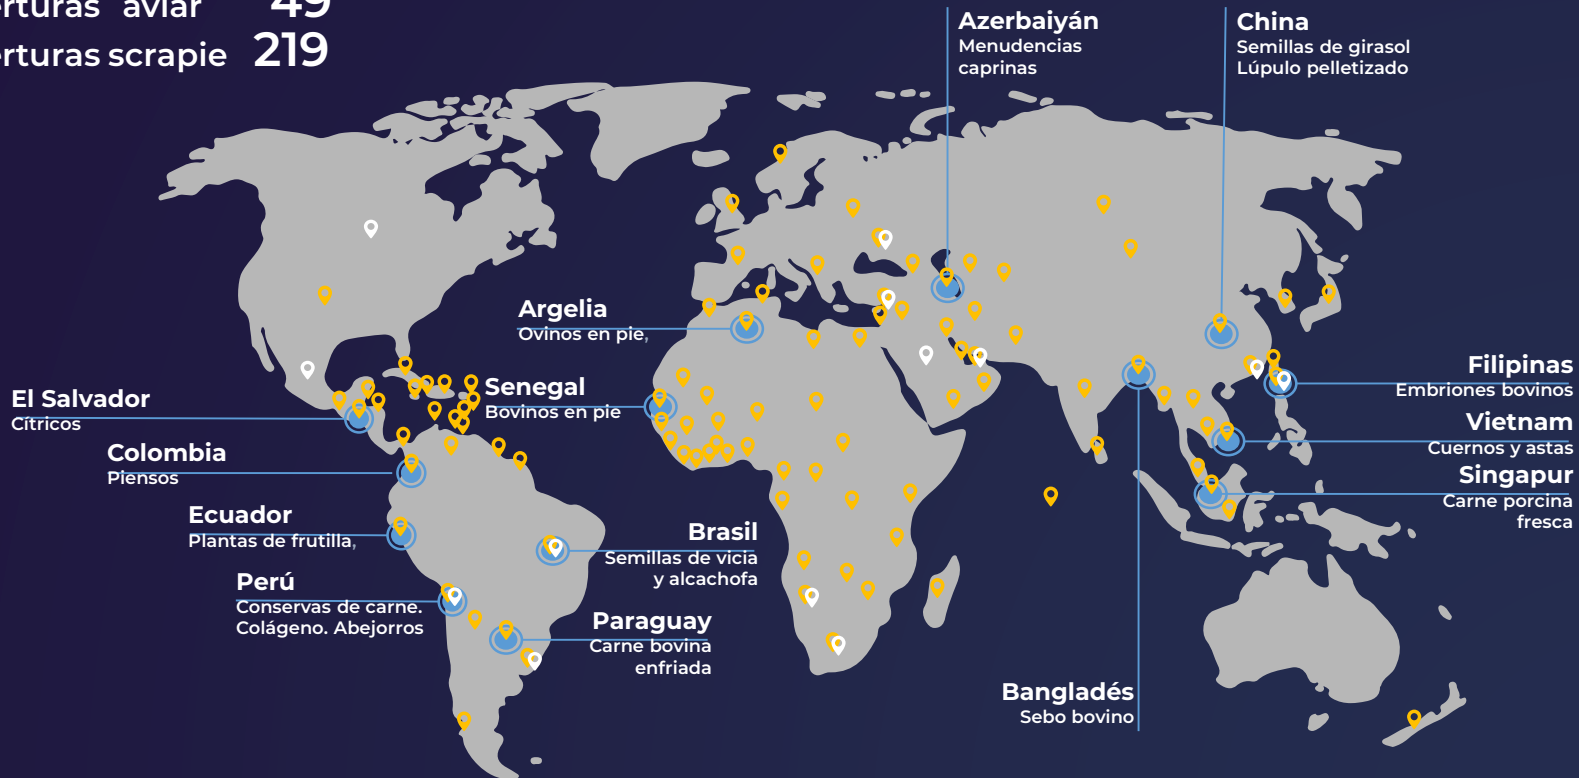 erturas aviar 49
erturas scrapie 219
Azerbaiyán
Menudencias
caprinas
China
Semillas de girasol
Lúpulo pelletizado
Argelia
Ovinos en pie,
Senegal
Bovinos en pie
El Salvador
Cítricos
Colombia
Piensos
Ecuador
Plantas de frutilla,
Perú
Conservas de carne.
Colágeno. Abejorros
Brasil
Semillas de vicia
y alcachofa
Paraguay
Carne bovina
enfriada
Filipinas
Embriones bovinos
Vietnam
Cuernos y astas
Singapur
Carne porcina
fresca
Bangladés
Sebo bovino